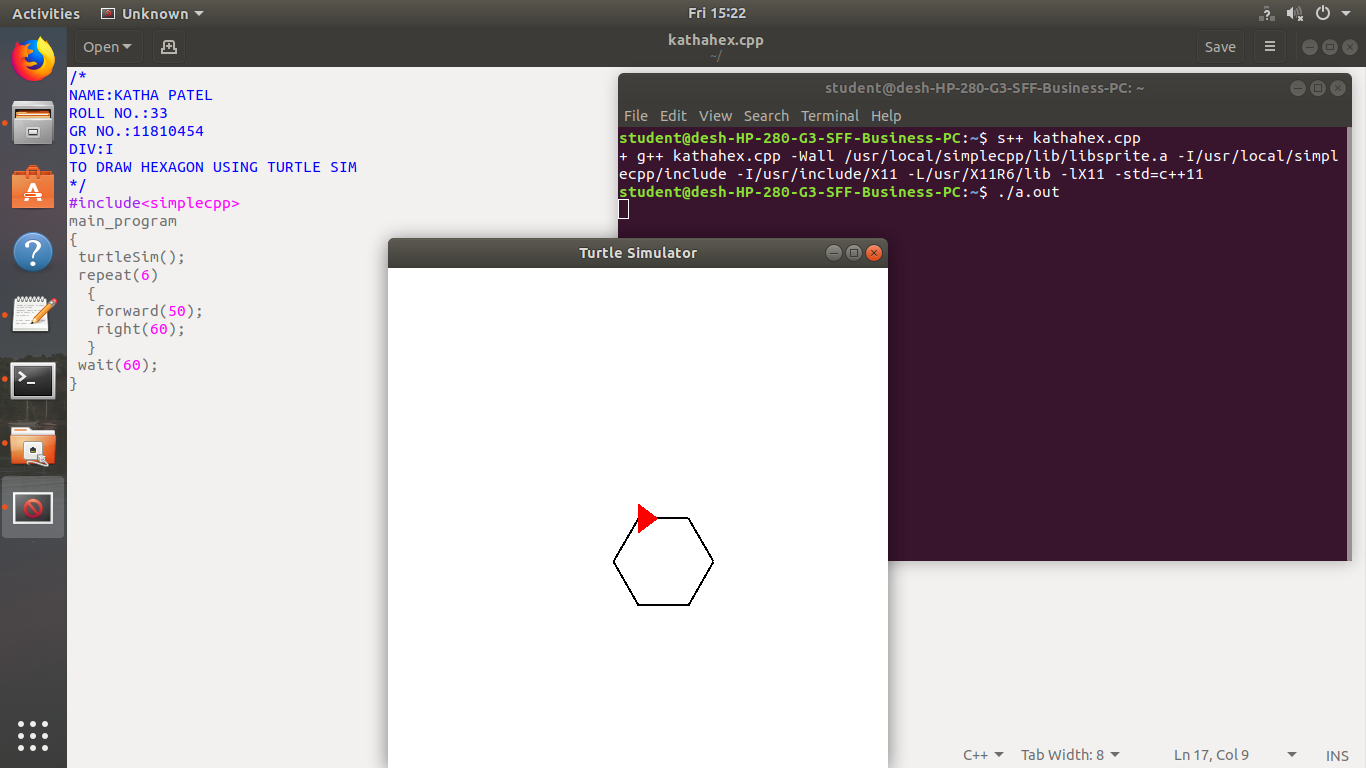 Activities
Unknown
Fri 15:22
Open
kathahex.cpp
~/
Save
/*
NAME:KATHA PATEL
ROLL NO.:33
GR NO.:11810454
DIV:I
TO DRAW HEXAGON USING TURTLE SIM
*/
#include<simplecpp>
main_program
{
turtleSim();
repeat(6)
{
forward(50);
right(60);
}
wait(60);
}
student@desh-HP-280-G3-SFF-Business-PC: ~
File Edit View Search Terminal Help
student@desh-HP-280-G3-SFF-Business-PC:~$ s++ kathahex.cpp
+ g++ kathahex.cpp -Wall /usr/local/simplecpp/lib/libsprite.a -I/usr/local/simpl
ecpp/include -I/usr/include/X11 -L/usr/X11R6/lib -lX11 -std=c++11
student@desh-HP-280-G3-SFF-Business-PC:~$ ./a.out
Turtle Simulator
C++
Tab Width: 8
Ln 17, Col 9
INS